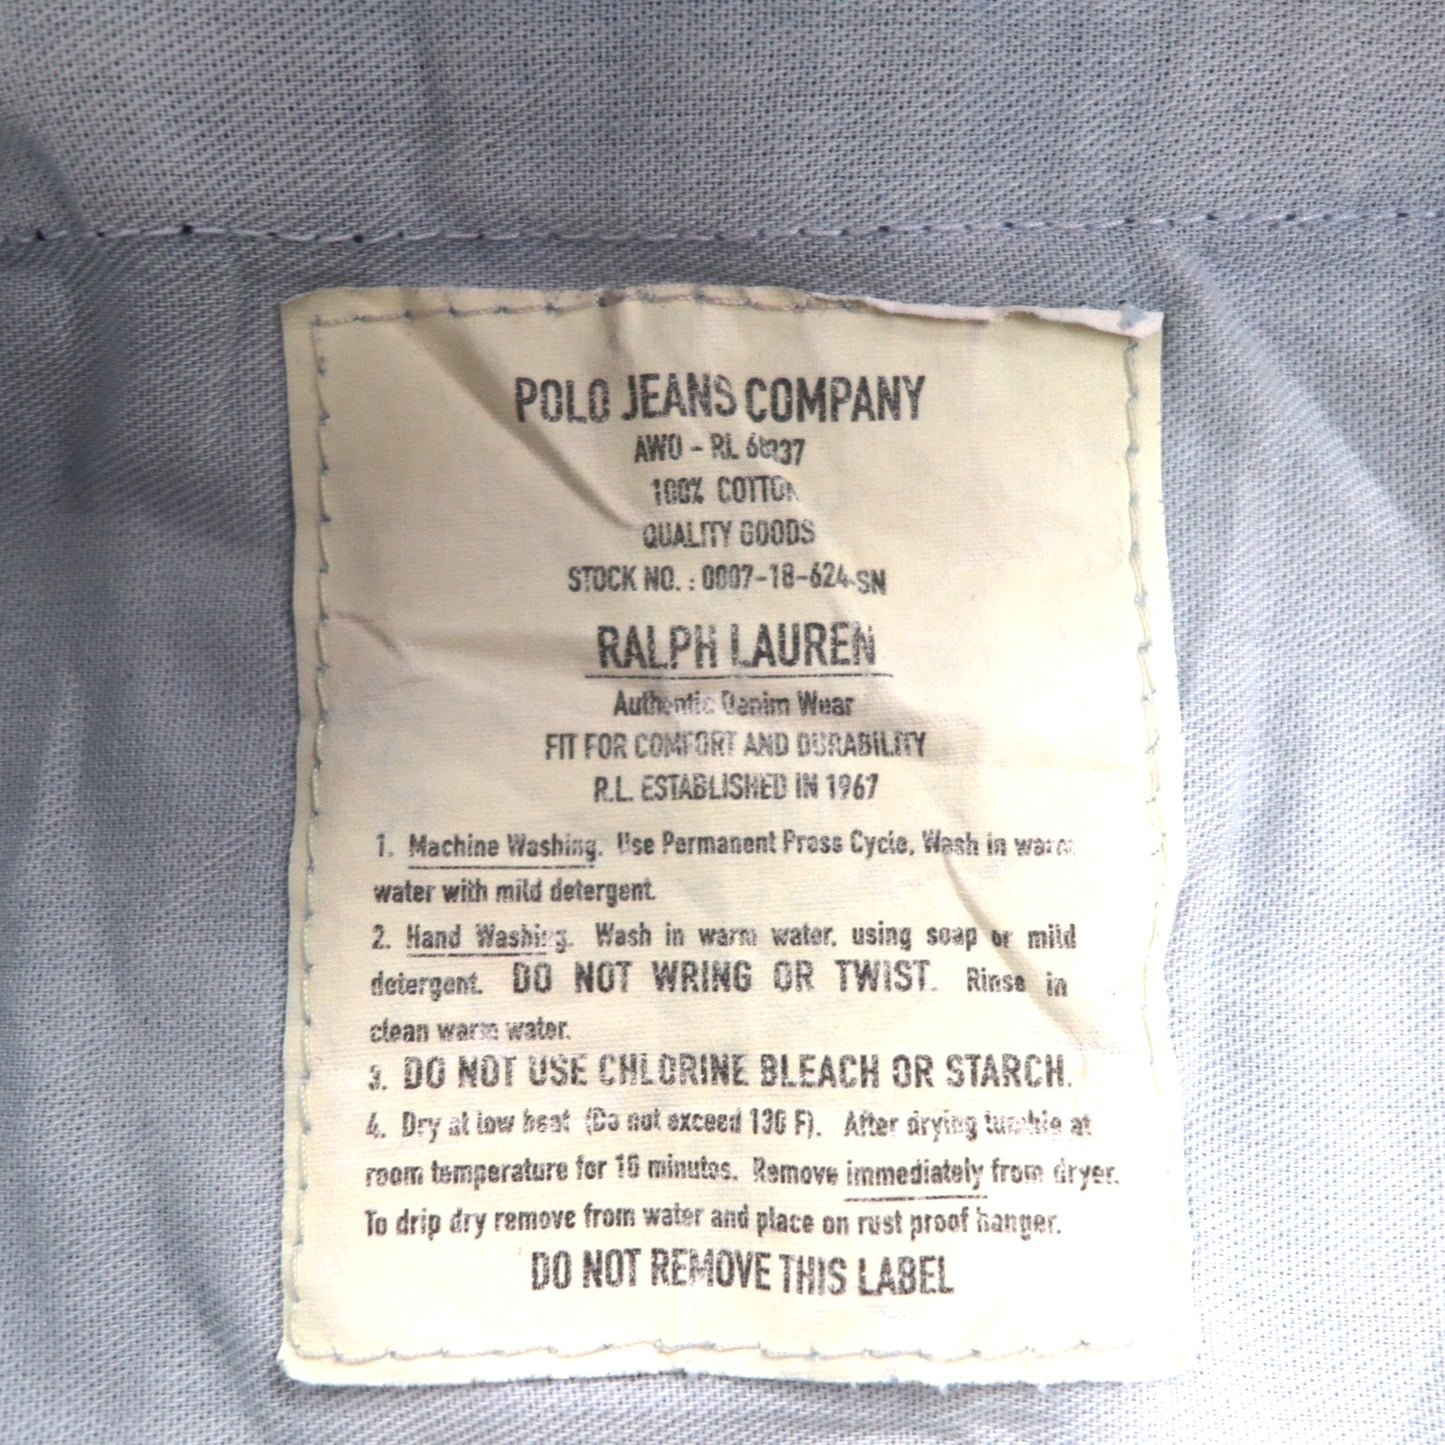 POLO JEANS COMPANY
AWO - RL 68337
100% COTTON
QUALITY GOODS
STOCK NO. : 0007-18-624-SN
RALPH LAUREN
Authentic Denim Wear
FIT FOR COMFORT AND DURABILITY
R.L. ESTABLISHED IN 1967
1. Machine Washing. Use Permanent Press Cycle, Wash in warm
water with mild detergent.
2. Hand Washing. Wash in warm water, using soap or mild
detergent. DO NOT WRING OR TWIST. Rinse in
clean warm water.
3. DO NOT USE CHLORINE BLEACH OR STARCH.
4. Dry at low heat (Do not exceed 130 F). After drying tumble at
room temperature for 10 minutes. Remove immediately from dryer.
To drip dry remove from water and place on rust proof hanger.
DO NOT REMOVE THIS LABEL